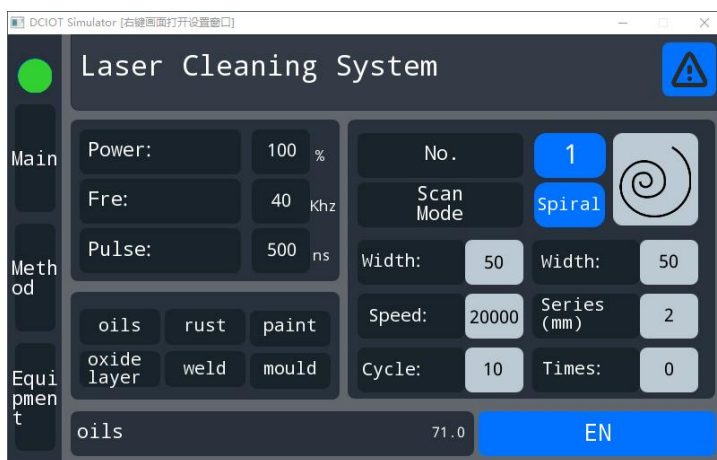 DCIOT Simulator [右键画面打开设置窗口]
Laser Cleaning System
Main
Meth
od
Equi
pmen
t
Power: 100 %
Fre: 40 Khz
Pulse: 500 ns
oils rust paint
oxide
layer
weld mould
No. 1
Scan
Mode
Spiral
Width: 50 Width: 50
Speed: 20000 Series
(mm) 2
Cycle: 10 Times: 0
oils 71.0
EN